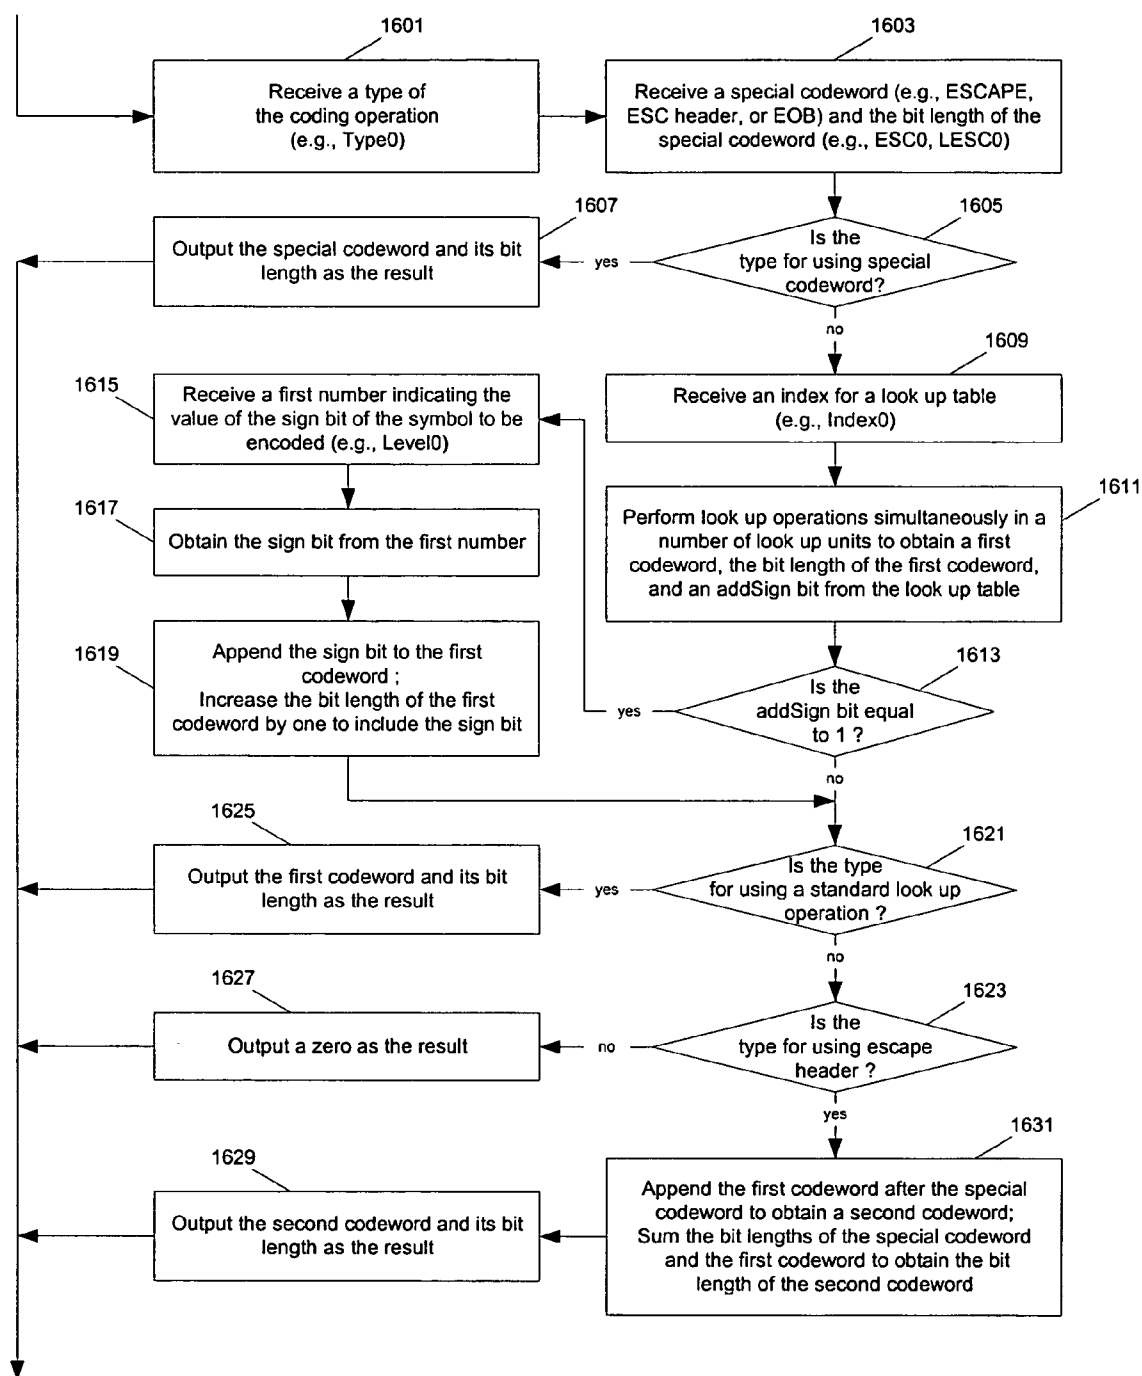 1601
Receive a type of
the coding operation
(e.g., Type0)
1603
Receive a special codeword (e.g., ESCAPE,
ESC header, or EOB) and the bit length of the
special codeword (e.g., ESC0, LESC0)
1605
Is the
type for using special
codeword?
yes
no
1607
Output the special codeword and its bit
length as the result
1609
Receive an index for a look up table
(e.g., Index0)
1611
Perform look up operations simultaneously in a
number of look up units to obtain a first
codeword, the bit length of the first codeword,
and an addSign bit from the look up table
1613
Is the
addSign bit equal
to 1 ?
yes
no
1615
Receive a first number indicating the
value of the sign bit of the symbol to be
encoded (e.g., Level0)
1617
Obtain the sign bit from the first number
1619
Append the sign bit to the first
codeword ;
Increase the bit length of the first
codeword by one to include the sign bit
1621
Is the type
for using a standard look up
operation ?
yes
no
1625
Output the first codeword and its bit
length as the result
1623
Is the
type for using escape
header ?
no
yes
1627
Output a zero as the result
1631
Append the first codeword after the special
codeword to obtain a second codeword;
Sum the bit lengths of the special codeword
and the first codeword to obtain the bit
length of the second codeword
1629
Output the second codeword and its bit
length as the result